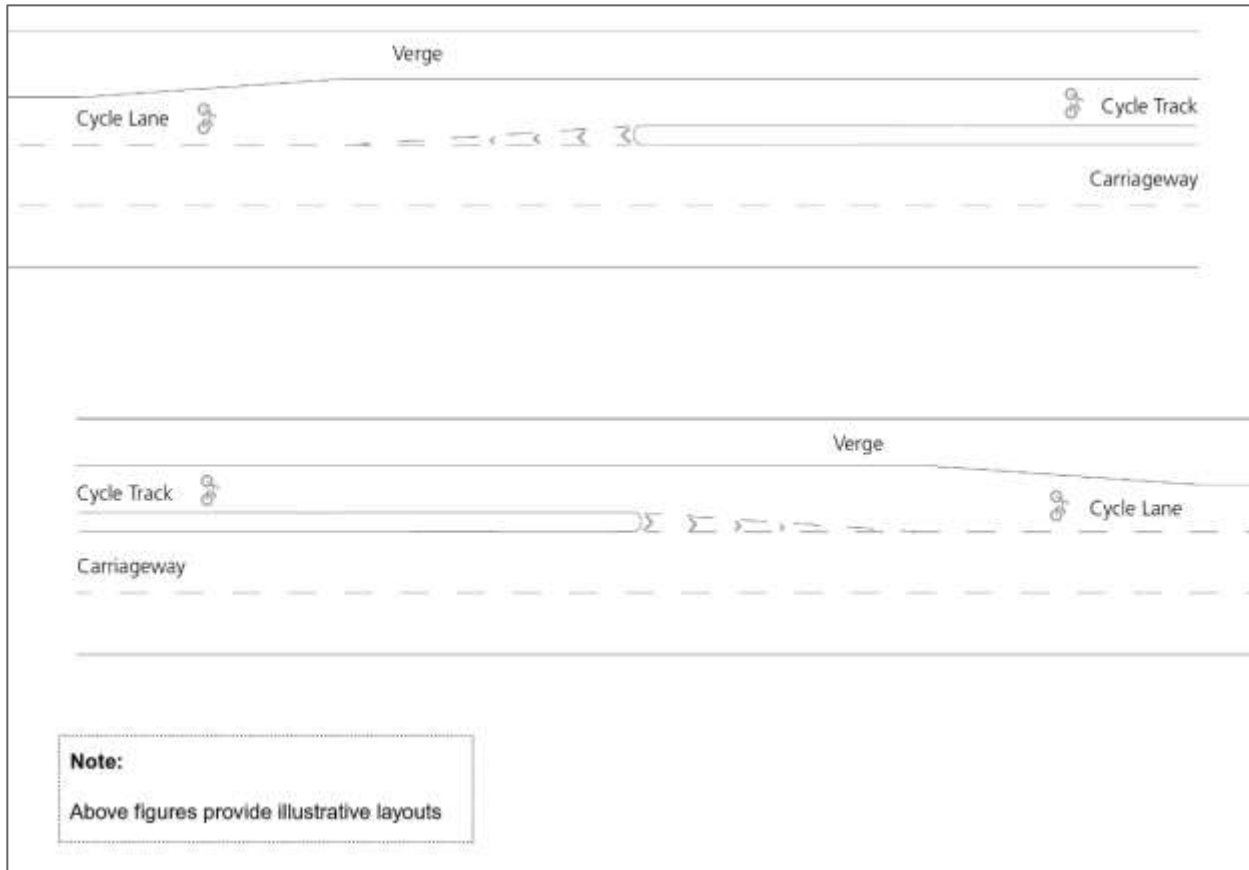 Verge
Cycle Lane
Cycle Track
Carriageway
Verge
Cycle Track
Cycle Lane
Carriageway
Note:
Above figures provide illustrative layouts